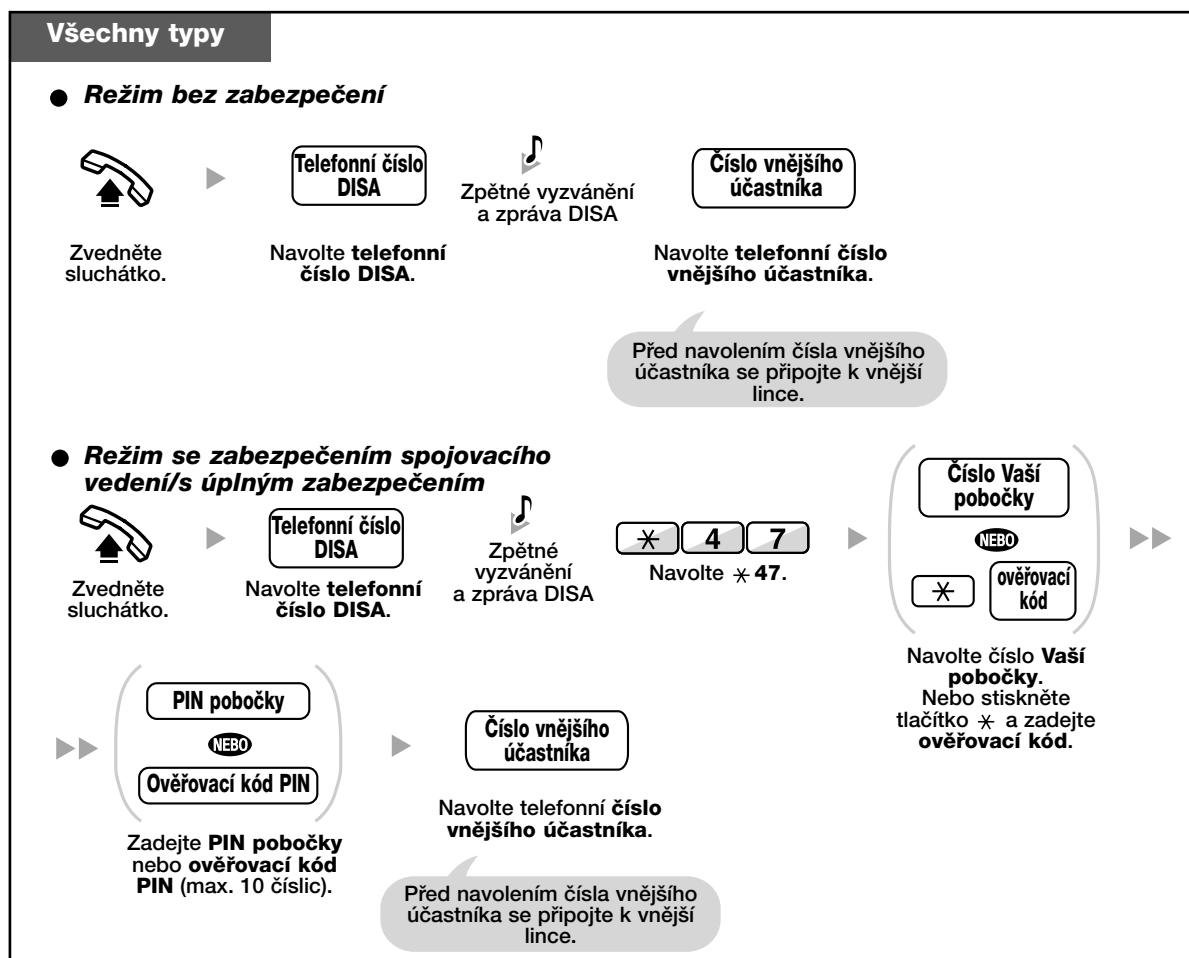 Všechny typy
● Režim bez zabezpečení
Telefonní číslo
DISA
Zpětné vyzvánění
a zpráva DISA
Číslo vnějšího
účastníka
Zvedněte
sluchátko.
Navolte telefonní
číslo DISA.
Navolte telefonní číslo
vnějšího účastníka.
Před navolením čísla vnějšího
účastníka se připojte k vnější
lince.
● Režim se zabezpečením spojovacího
vedení/s úplným zabezpečením
Telefonní číslo
DISA
Zpětné
vyzvánění
a zpráva DISA
* 4 7
Číslo Vaší
pobočky
NEBO
* ověřovací
kód
Zvedněte
sluchátko.
Navolte telefonní
číslo DISA.
Navolte * 47.
Navolte číslo Vaší
pobočky.
Nebo stiskněte
tlačítko * a zadejte
ověřovací kód.
PIN pobočky
NEBO
Ověřovací kód PIN
Číslo vnějšího
účastníka
Zadejte PIN pobočky
nebo ověřovací kód
PIN (max. 10 číslic).
Navolte telefonní číslo
vnějšího účastníka.
Před navolením čísla vnějšího
účastníka se připojte k vnější
lince.